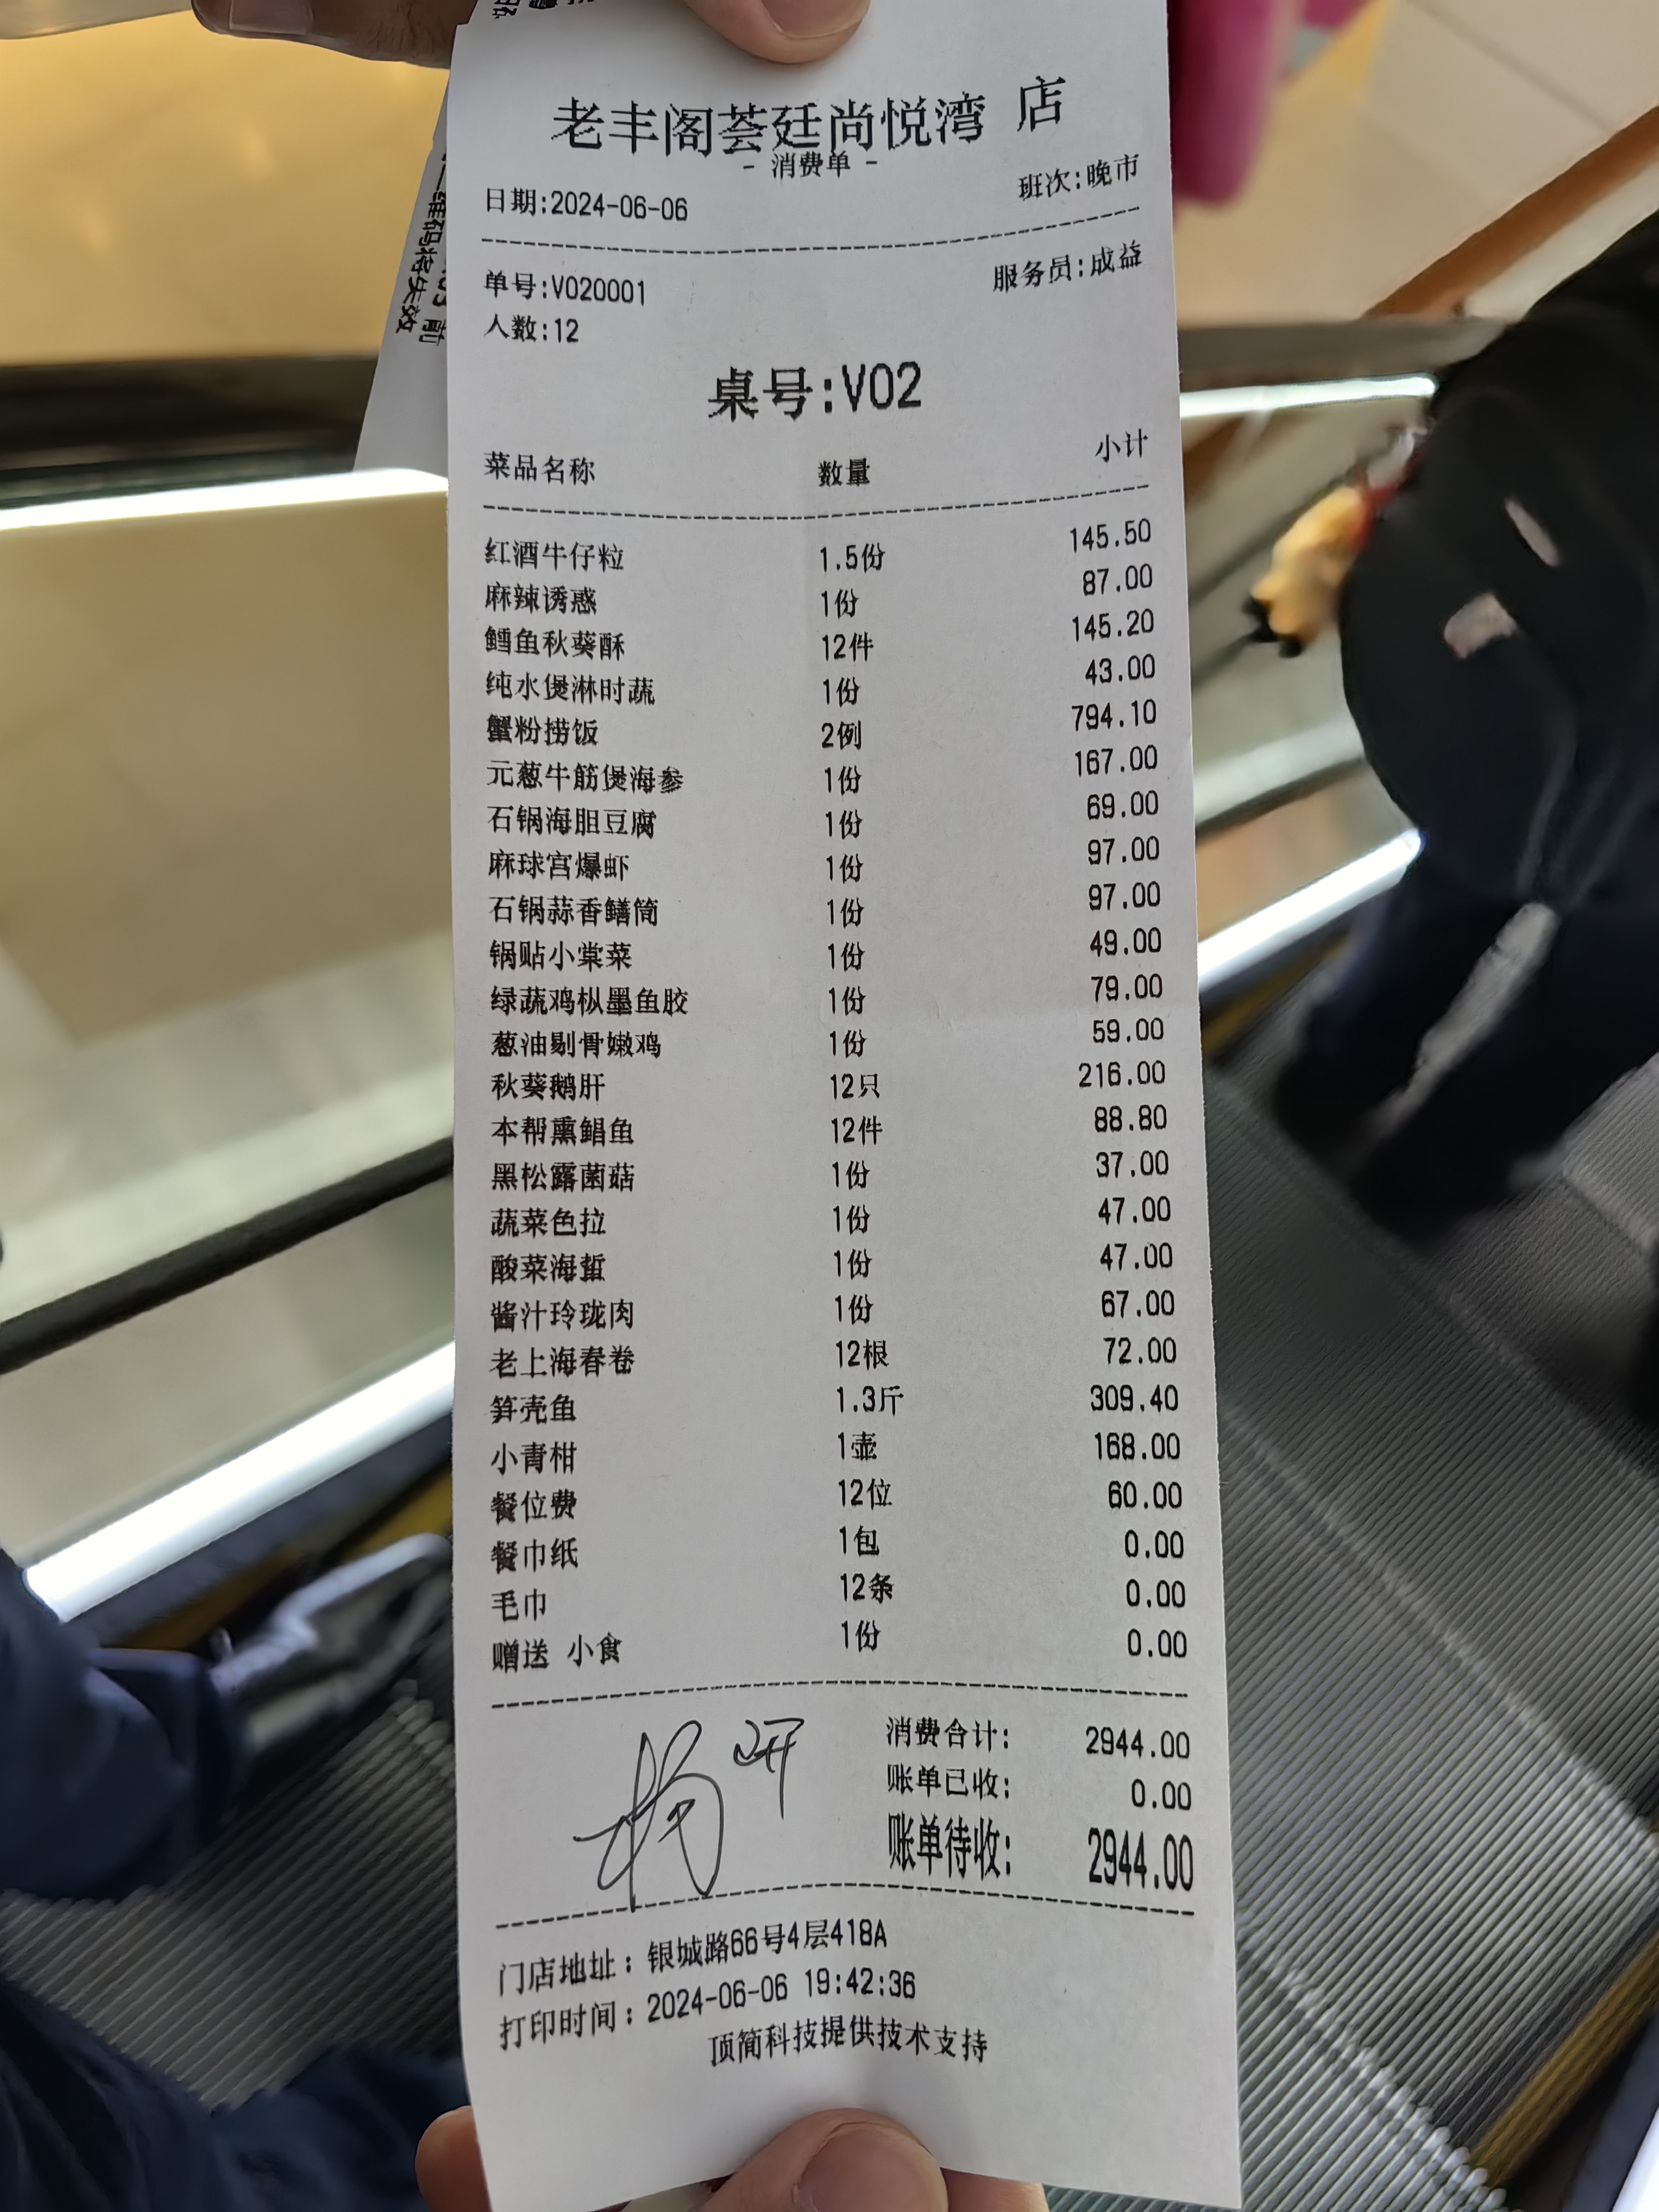 老丰阁荟廷尚悦湾 店
- 消费单 -
日期:2024-06-06 班次:晚市
单号:V020001 服务员:成益
人数:12
桌号:V02
菜品名称 数量 小计
红酒牛仔粒 1.5份 145.50
麻辣诱惑 1份 87.00
鳕鱼秋葵酥 12件 145.20
纯水煲淋时蔬 1份 43.00
蟹粉捞饭 2例 794.10
元葱牛筋煲海参 1份 167.00
石锅海胆豆腐 1份 69.00
麻球宫爆虾 1份 97.00
石锅蒜香鳝筒 1份 97.00
锅贴小棠菜 1份 49.00
绿蔬鸡枞墨鱼胶 1份 79.00
葱油剔骨嫩鸡 1份 59.00
秋葵鹅肝 12只 216.00
本帮熏鲳鱼 12件 88.80
黑松露菌菇 1份 37.00
蔬菜色拉 1份 47.00
酸菜海蜇 1份 47.00
酱汁玲珑肉 1份 67.00
老上海春卷 12根 72.00
笋壳鱼 1.3斤 309.40
小青柑 1壶 168.00
餐位费 12位 60.00
餐巾纸 1包 0.00
毛巾 12条 0.00
赠送 小食 1份 0.00
消费合计: 2944.00
账单已收: 0.00
账单待收: 2944.00
杨研
门店地址：银城路66号4层418A
打印时间：2024-06-06 19:42:36
顶简科技提供技术支持
前
维码将失效